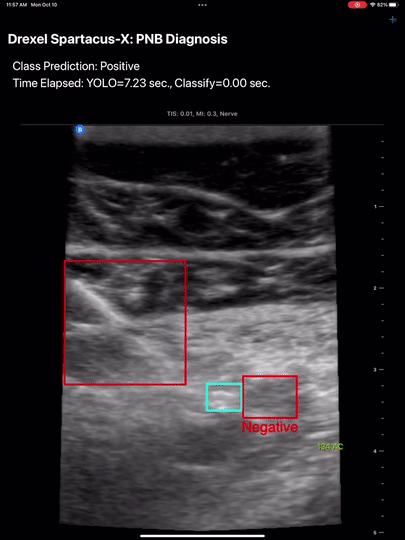 11:57 AM Mon Oct 10
82%
Drexel Spartacus-X: PNB Diagnosis
Class Prediction: Positive
Time Elapsed: YOLO=7.23 sec., Classify=0.00 sec.
TIS: 0.01, MI: 0.3, Nerve
B
1
2
3
Negative
4
5